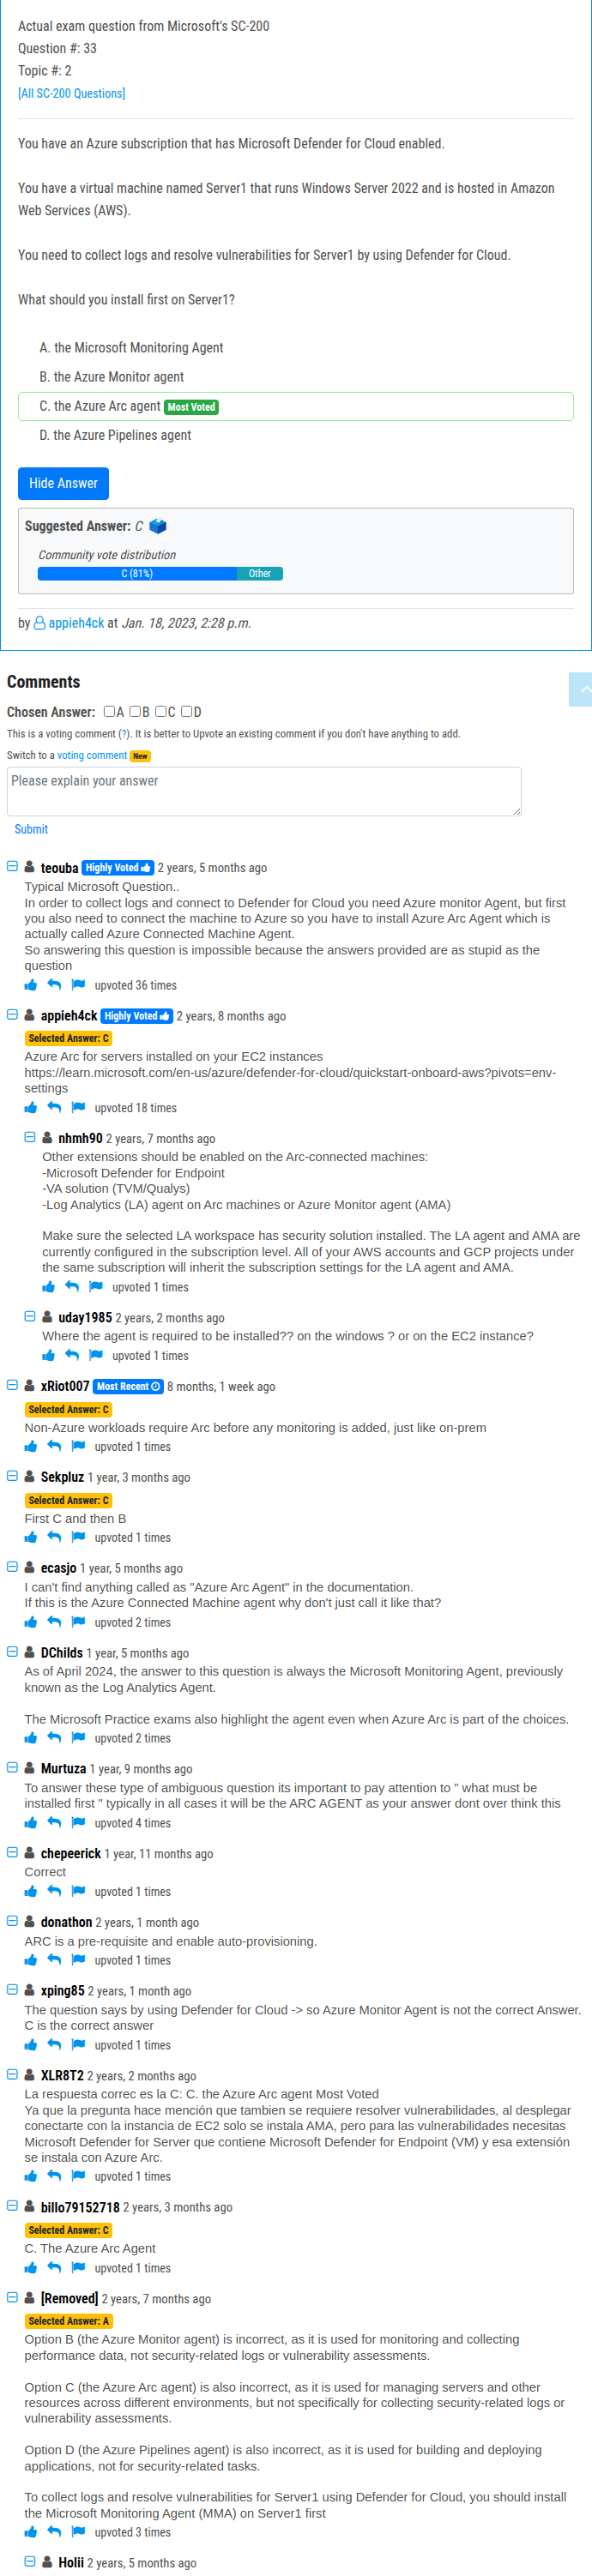 Actual exam question from Microsoft's SC-200
Question #: 33
Topic #: 2
[All SC-200 Questions]
You have an Azure subscription that has Microsoft Defender for Cloud enabled.
You have a virtual machine named Server1 that runs Windows Server 2022 and is hosted in Amazon
Web Services (AWS).
You need to collect logs and resolve vulnerabilities for Server1 by using Defender for Cloud.
What should you install first on Server1?
A. the Microsoft Monitoring Agent
B. the Azure Monitor agent
C. the Azure Arc agent Most Voted
D. the Azure Pipelines agent
Hide Answer
Suggested Answer: C
Community vote distribution
C (81%) Other
by appieh4ck at Jan. 18, 2023, 2:28 p.m.
Comments
Chosen Answer: A B C D
This is a voting comment (?). It is better to Upvote an existing comment if you don't have anything to add.
Switch to a voting comment New
Please explain your answer
Submit
teouba Highly Voted 2 years, 5 months ago
Typical Microsoft Question..
In order to collect logs and connect to Defender for Cloud you need Azure monitor Agent, but first
you also need to connect the machine to Azure so you have to install Azure Arc Agent which is
actually called Azure Connected Machine Agent.
So answering this question is impossible because the answers provided are as stupid as the
question
upvoted 36 times
appieh4ck Highly Voted 2 years, 8 months ago
Selected Answer: C
Azure Arc for servers installed on your EC2 instances
https://learn.microsoft.com/en-us/azure/defender-for-cloud/quickstart-onboard-aws?pivots=env-
settings
upvoted 18 times
nhmh90 2 years, 7 months ago
Other extensions should be enabled on the Arc-connected machines:
-Microsoft Defender for Endpoint
-VA solution (TVM/Qualys)
-Log Analytics (LA) agent on Arc machines or Azure Monitor agent (AMA)
Make sure the selected LA workspace has security solution installed. The LA agent and AMA are
currently configured in the subscription level. All of your AWS accounts and GCP projects under
the same subscription will inherit the subscription settings for the LA agent and AMA.
upvoted 1 times
uday1985 2 years, 2 months ago
Where the agent is required to be installed?? on the windows ? or on the EC2 instance?
upvoted 1 times
xRiot007 Most Recent 8 months, 1 week ago
Selected Answer: C
Non-Azure workloads require Arc before any monitoring is added, just like on-prem
upvoted 1 times
Sekpluz 1 year, 3 months ago
Selected Answer: C
First C and then B
upvoted 1 times
ecasjo 1 year, 5 months ago
I can't find anything called as "Azure Arc Agent" in the documentation.
If this is the Azure Connected Machine agent why don't just call it like that?
upvoted 2 times
DChilds 1 year, 5 months ago
As of April 2024, the answer to this question is always the Microsoft Monitoring Agent, previously
known as the Log Analytics Agent.
The Microsoft Practice exams also highlight the agent even when Azure Arc is part of the choices.
upvoted 2 times
Murtuza 1 year, 9 months ago
To answer these type of ambiguous question its important to pay attention to " what must be
installed first " typically in all cases it will be the ARC AGENT as your answer dont over think this
upvoted 4 times
chepeerick 1 year, 11 months ago
Correct
upvoted 1 times
donathon 2 years, 1 month ago
ARC is a pre-requisite and enable auto-provisioning.
upvoted 1 times
xping85 2 years, 1 month ago
The question says by using Defender for Cloud -> so Azure Monitor Agent is not the correct Answer.
C is the correct answer
upvoted 1 times
XLR8T2 2 years, 2 months ago
La respuesta correc es la C: C. the Azure Arc agent Most Voted
Ya que la pregunta hace mención que tambien se requiere resolver vulnerabilidades, al desplegar
conectarte con la instancia de EC2 solo se instala AMA, pero para las vulnerabilidades necesitas
Microsoft Defender for Server que contiene Microsoft Defender for Endpoint (VM) y esa extensión
se instala con Azure Arc.
upvoted 1 times
billo79152718 2 years, 3 months ago
Selected Answer: C
C. The Azure Arc Agent
upvoted 1 times
[Removed] 2 years, 7 months ago
Selected Answer: A
Option B (the Azure Monitor agent) is incorrect, as it is used for monitoring and collecting
performance data, not security-related logs or vulnerability assessments.
Option C (the Azure Arc agent) is also incorrect, as it is used for managing servers and other
resources across different environments, but not specifically for collecting security-related logs or
vulnerability assessments.
Option D (the Azure Pipelines agent) is also incorrect, as it is used for building and deploying
applications, not for security-related tasks.
To collect logs and resolve vulnerabilities for Server1 using Defender for Cloud, you should install
the Microsoft Monitoring Agent (MMA) on Server1 first
upvoted 3 times
Holii 2 years, 5 months ago